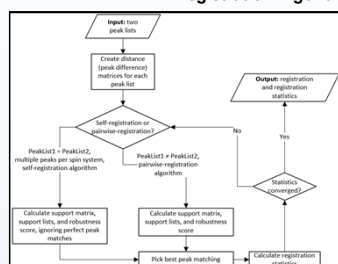 Input: two
peak lists
Create distance
(peak difference)
matrices for each
peak list
Output: registration
and registration
statistics
Self-registration or
pairwise-registration?
No
Yes
PeakList1 = PeakList2,
multiple peaks per spin system,
self-registration algorithm
PeakList1 ≠ PeakList2,
pairwise-registration
algorithm
Statistics
converged?
Calculate support matrix,
support lists, and robustness
score, ignoring perfect peak
matches
Calculate support matrix,
support lists, and robustness
score
Pick best peak matching
Calculate registration
statistics